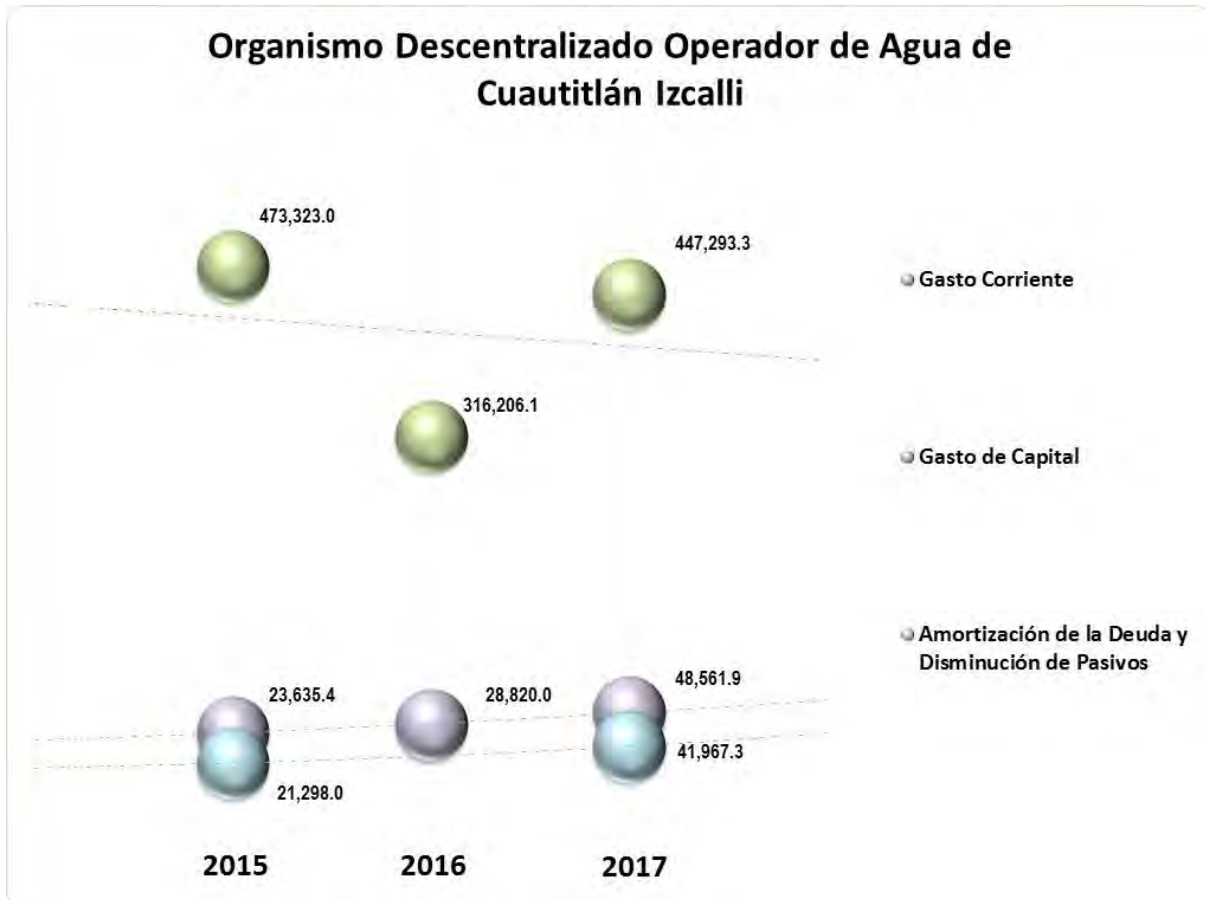 Organismo Descentralizado Operador de Agua de
Cuautitlán Izcalli
473,323.0
447,293.3
Gasto Corriente
316,206.1
Gasto de Capital
Amortización de la Deuda y
Disminución de Pasivos
23,635.4
28,820.0
48,561.9
41,967.3
21,298.0
2015
2016
2017